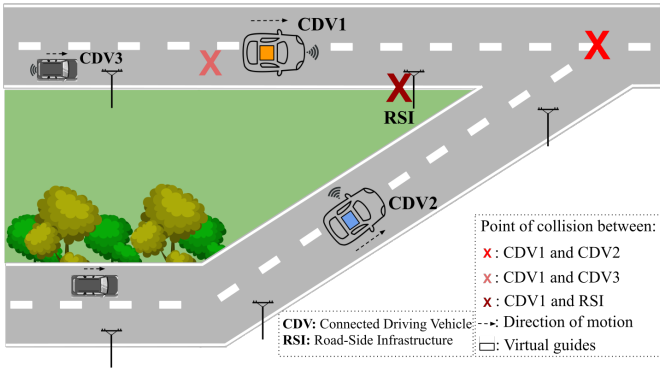 CDV1
CDV3
RSI
CDV2
Point of collision between:
X : CDV1 and CDV2
X : CDV1 and CDV3
X : CDV1 and RSI
: Direction of motion
: Virtual guides
CDV: Connected Driving Vehicle
RSI: Road-Side Infrastructure